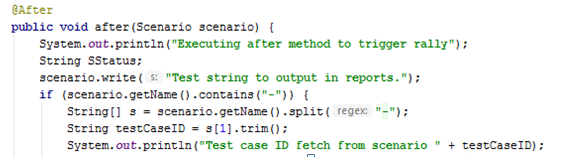 @After
public void after(Scenario scenario) {
System.out.println("Executing after method to trigger rally");
String SStatus;
scenario.write( s: "Test string to output in reports.");
if (scenario.getName().contains("-")) {
String[] s = scenario.getName().split( regex: "-");
String testCaseID = s[1].trim();
System.out.println("Test case ID fetch from scenario " + testCaseID);